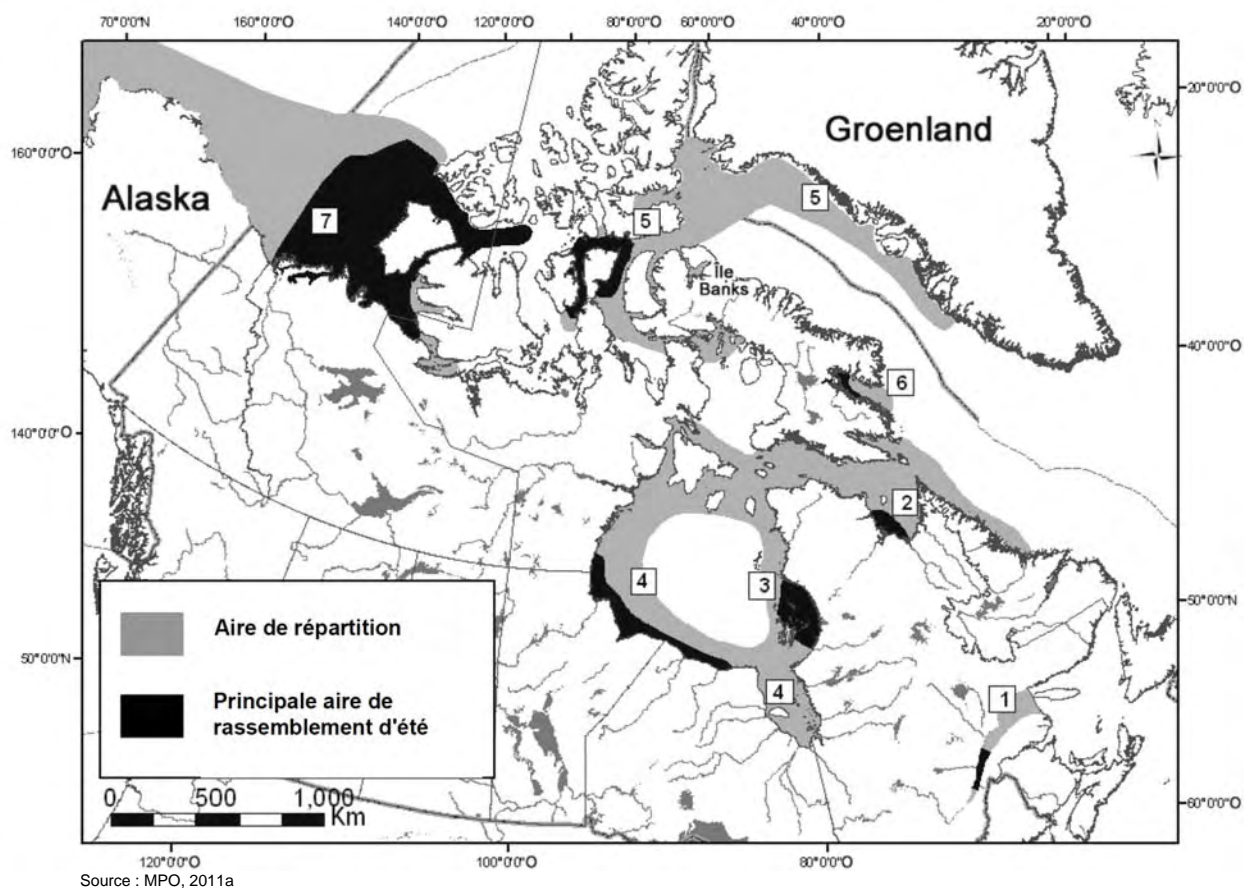 70°0'0"O 160°0'0"O 140°0'0"O 120°0'0"O 80°0'0"O 60°0'0"O 40°0'0"O 20°0'0"O
20°0'0"O
160°0'0"O
Groenland
Alaska
5
7
5
Île
Banks
40°0'0"O
6
140°0'0"O
2
4
3
50°0'0"N
Aire de répartition
50°0'0"N
4
1
Principale aire de
rassemblement d'été
0 500 1,000
Km
60°0'0"O
120°0'0"O 100°0'0"O 80°0'0"O
Source : MPO, 2011a